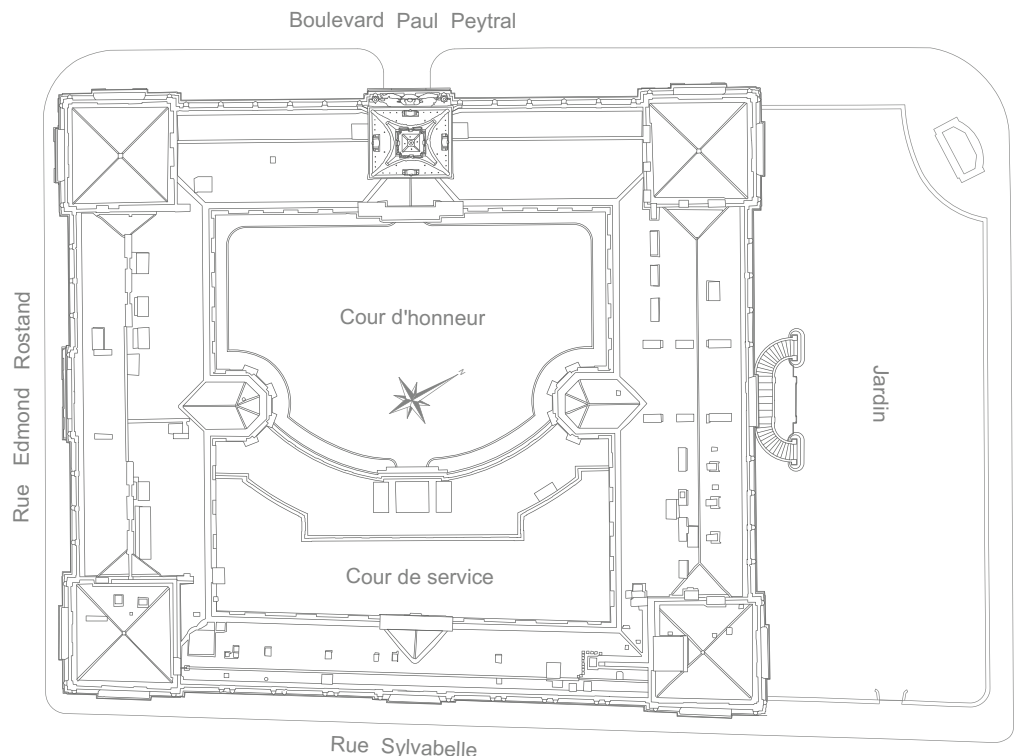 Boulevard Paul Peytral
Rue Edmond Rostand
Cour d'honneur
N
Jardin
Cour de service
Rue Sylvabelle